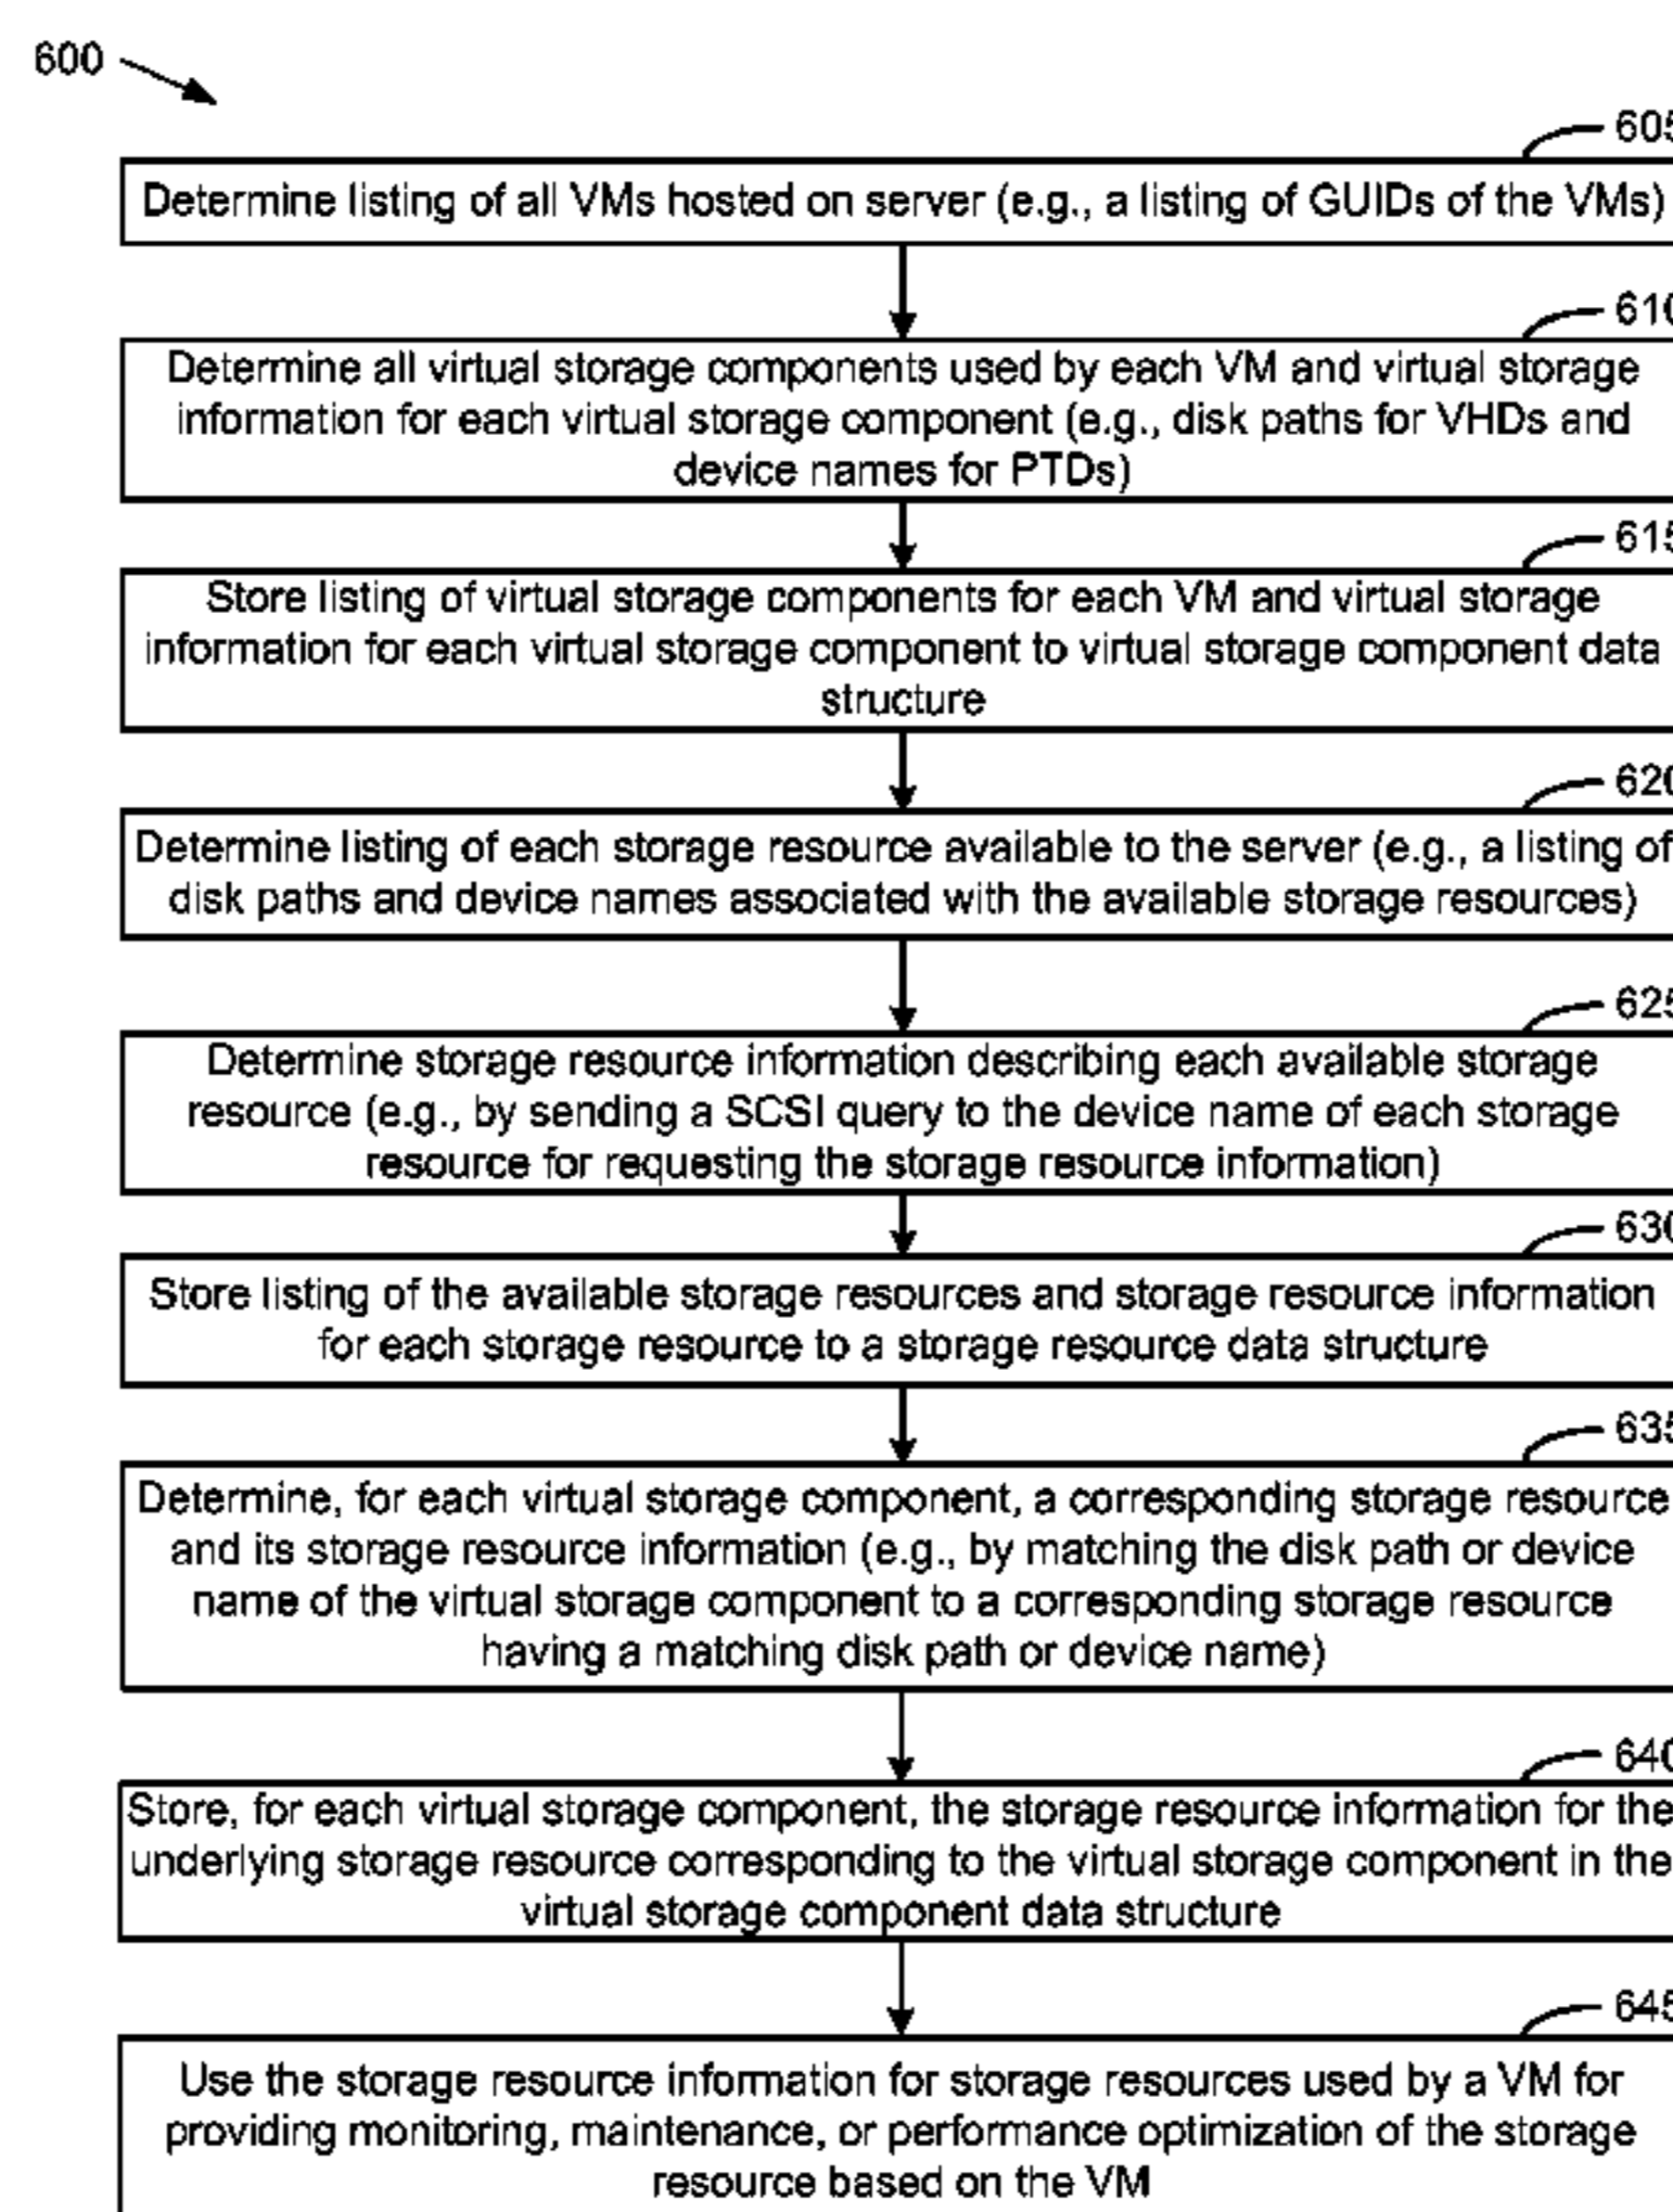 600
605
Determine listing of all VMs hosted on server (e.g., a listing of GUIDs of the VMs)
610
Determine all virtual storage components used by each VM and virtual storage
information for each virtual storage component (e.g., disk paths for VHDs and
device names for PTDs)
615
Store listing of virtual storage components for each VM and virtual storage
information for each virtual storage component to virtual storage component data
structure
620
Determine listing of each storage resource available to the server (e.g., a listing of
disk paths and device names associated with the available storage resources)
625
Determine storage resource information describing each available storage
resource (e.g., by sending a SCSI query to the device name of each storage
resource for requesting the storage resource information)
630
Store listing of the available storage resources and storage resource information
for each storage resource to a storage resource data structure
635
Determine, for each virtual storage component, a corresponding storage resource
and its storage resource information (e.g., by matching the disk path or device
name of the virtual storage component to a corresponding storage resource
having a matching disk path or device name)
640
Store, for each virtual storage component, the storage resource information for the
underlying storage resource corresponding to the virtual storage component in the
virtual storage component data structure
645
Use the storage resource information for storage resources used by a VM for
providing monitoring, maintenance, or performance optimization of the storage
resource based on the VM